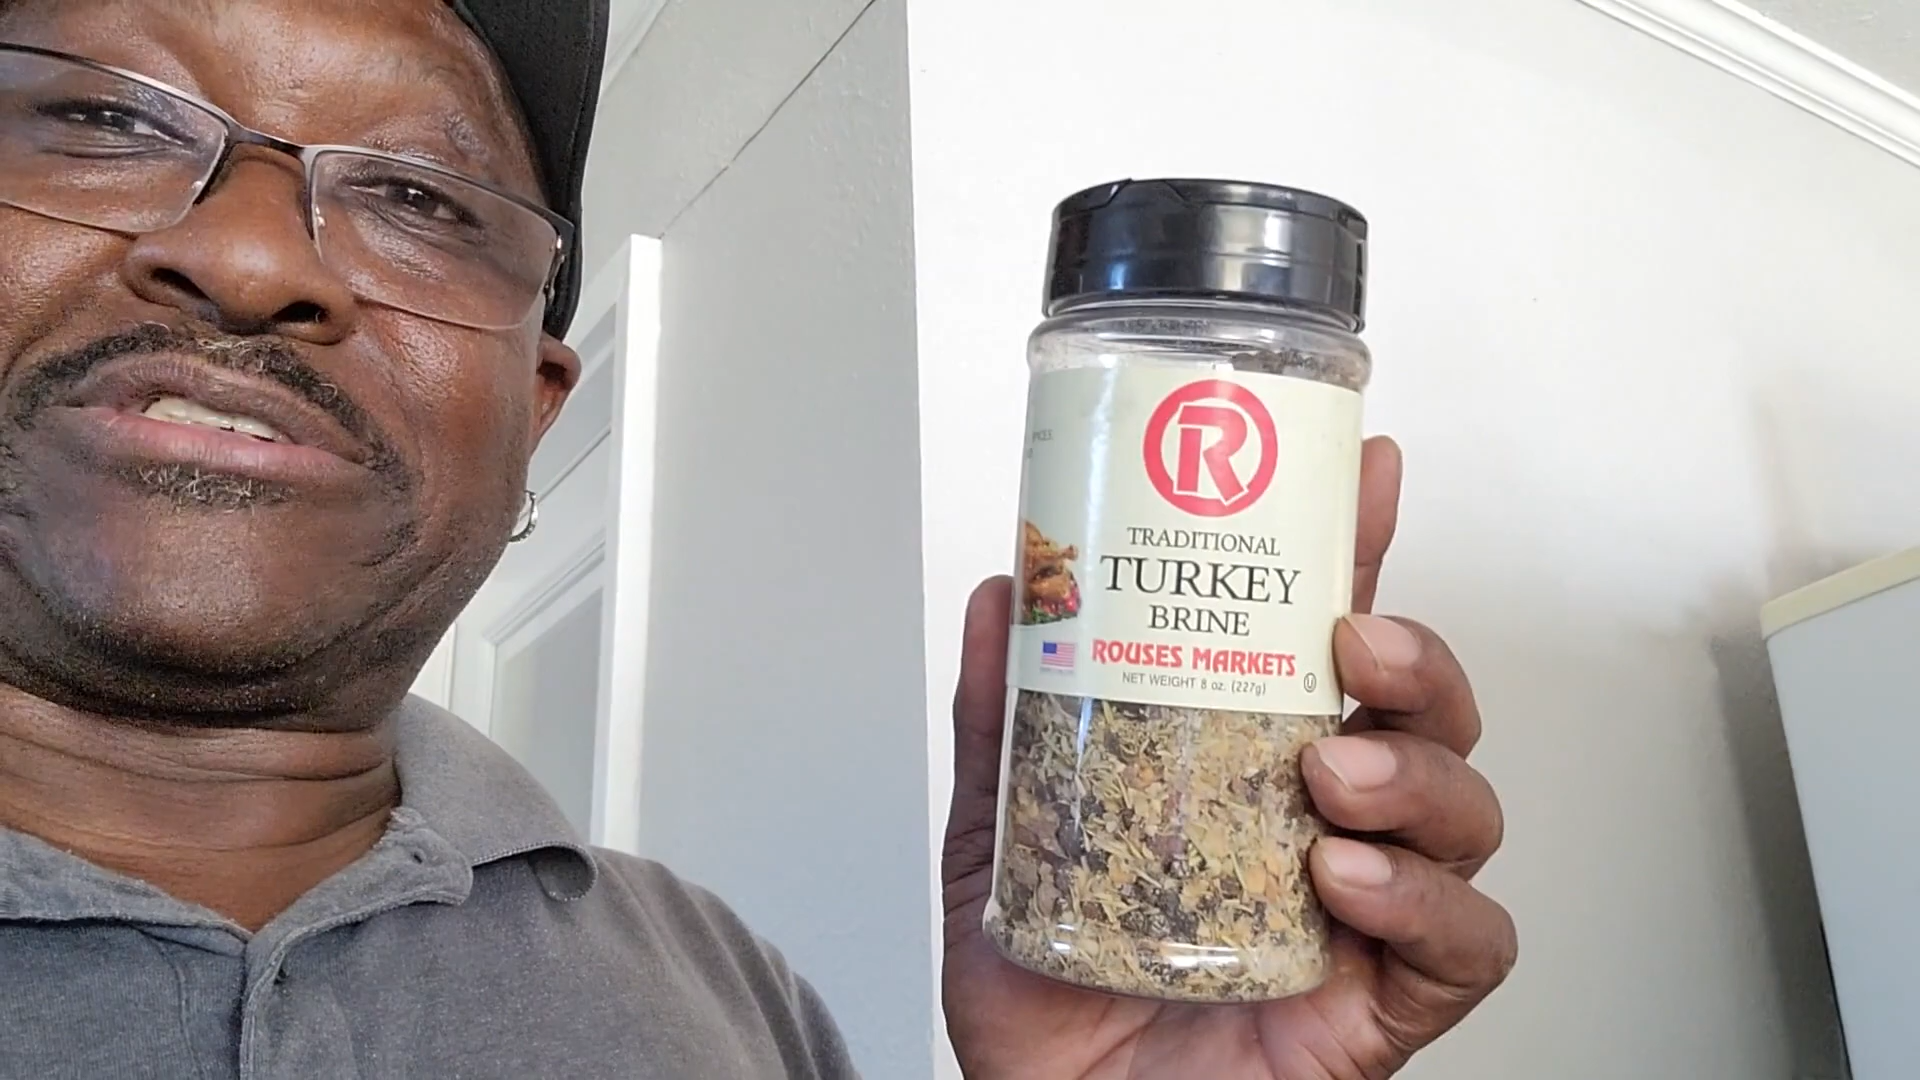 R
TRADITIONAL
TURKEY
BRINE
ROUSES MARKETS
NET WEIGHT 8 oz. (227g)
U